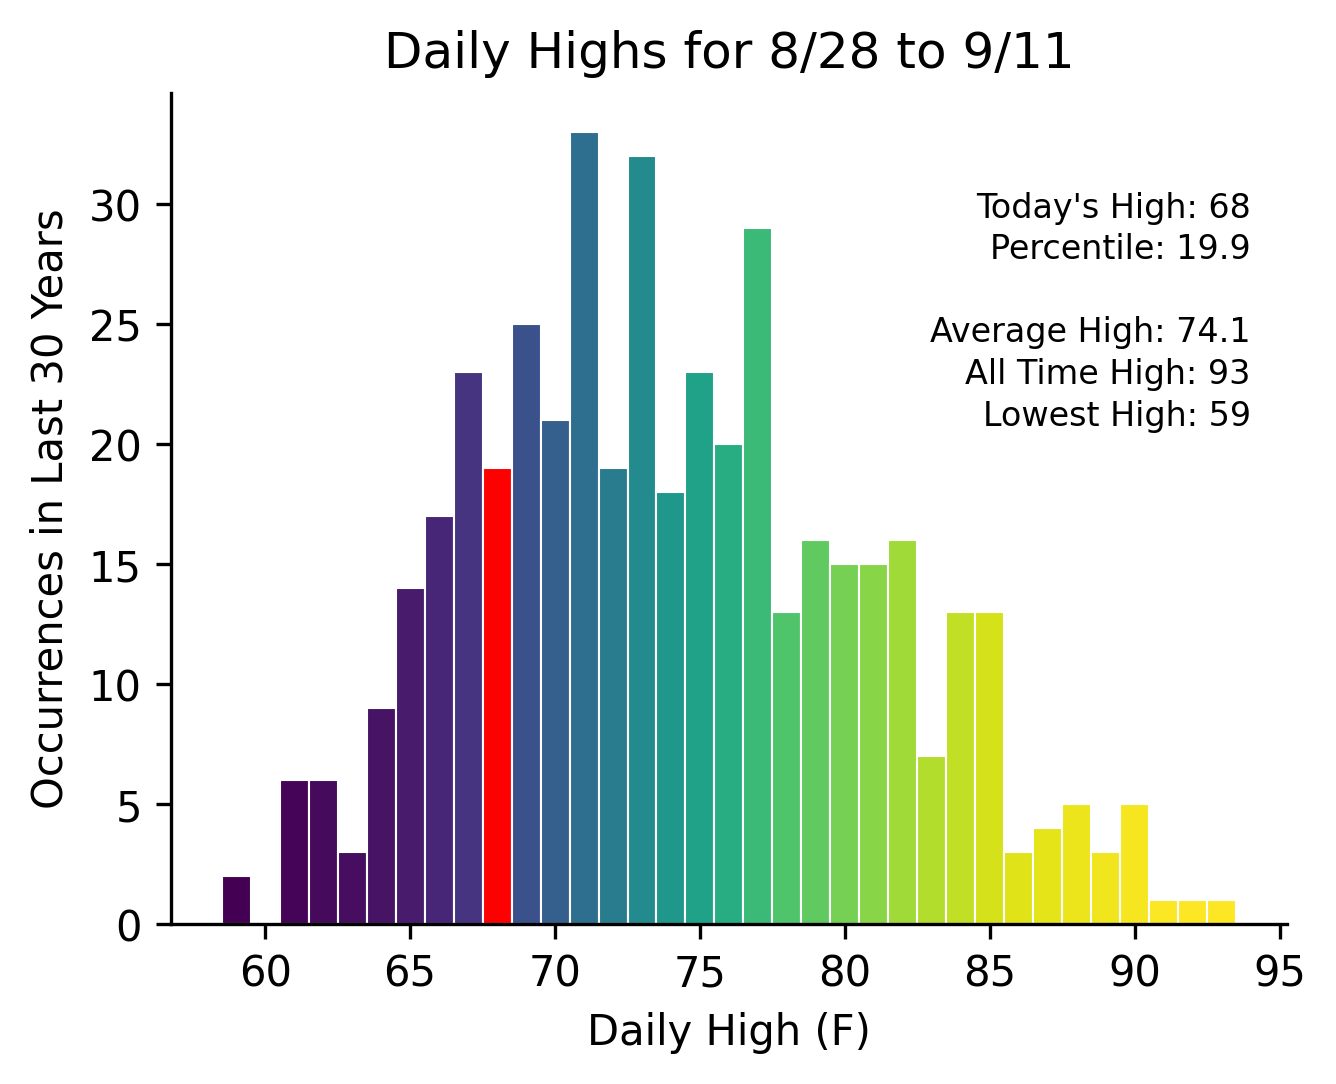 Daily Highs for 8/28 to 9/11
Occurrences in Last 30 Years
30
25
20
15
10
5
0
Today's High: 68
Percentile: 19.9
Average High: 74.1
All Time High: 93
Lowest High: 59
60 65 70 75 80 85 90 95
Daily High (F)